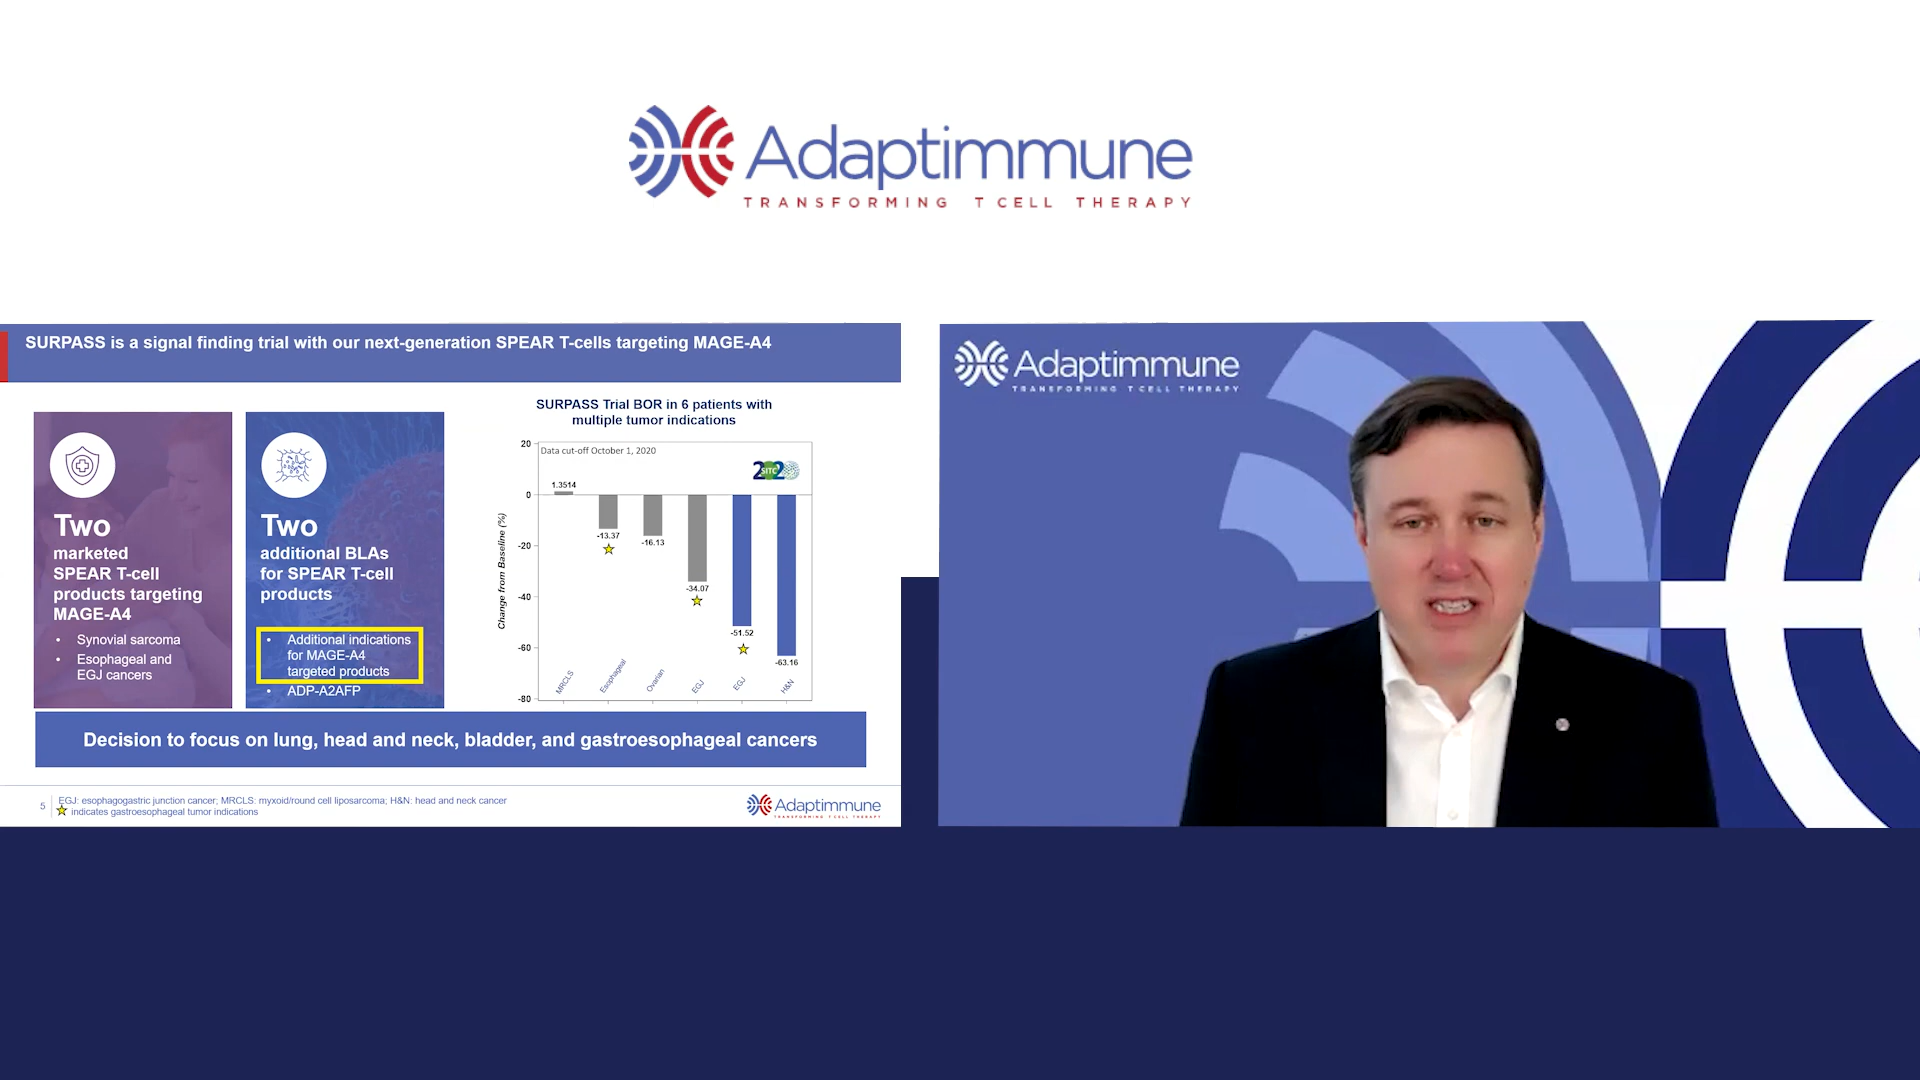 Adaptimmune
TRANSFORMING T CELL THERAPY
SURPASS is a signal finding trial with our next-generation SPEAR T-cells targeting MAGE-A4
Two
marketed
SPEAR T-cell
products targeting
MAGE-A4
• Synovial sarcoma
• Esophageal and
EGJ cancers
Two
additional BLAs
for SPEAR T-cell
products
• Additional indications
for MAGE-A4
targeted products
• ADP-A2AFP
SURPASS Trial BOR in 6 patients with
multiple tumor indications
Data cut-off October 1, 2020
2020
SITC
Change from Baseline (%)
20
0
-20
-40
-60
-80
1.3514
-13.37
-16.13
-34.07
-51.52
-63.16
MRCLS
Esophageal
Ovarian
EGJ
EGJ
H&N
Decision to focus on lung, head and neck, bladder, and gastroesophageal cancers
5
EGJ: esophagogastric junction cancer; MRCLS: myxoid/round cell liposarcoma; H&N: head and neck cancer
indicates gastroesophageal tumor indications
Adaptimmune
TRANSFORMING T CELL THERAPY
Adaptimmune
TRANSFORMING T CELL THERAPY